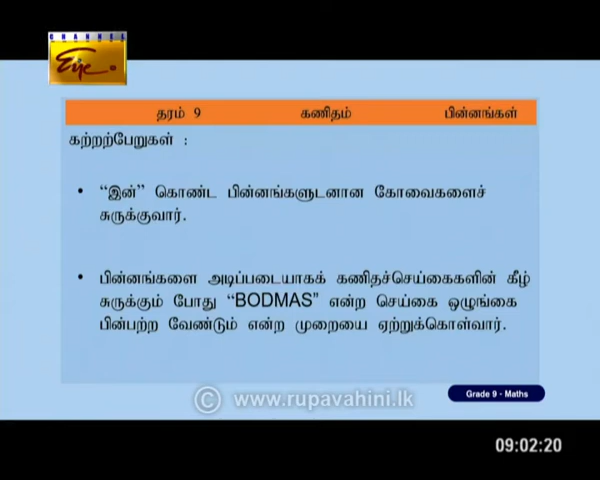 CHANNEL
Eye
தரம் 9 கணிதம் பின்னங்கள்
கற்றற்பேறுகள் :
• “இன்” கொண்ட பின்னங்களுடனான கோவைகளைச்
சுருக்குவார்.
• பின்னங்களை அடிப்படையாகக் கணிதச்செய்கைகளின் கீழ்
சுருக்கும் போது “BODMAS” என்ற செய்கை ஒழுங்கை
பின்பற்ற வேண்டும் என்ற முறையை ஏற்றுக்கொள்வார்.
© www.rupavahini.lk
Grade 9 - Maths
09:02:20